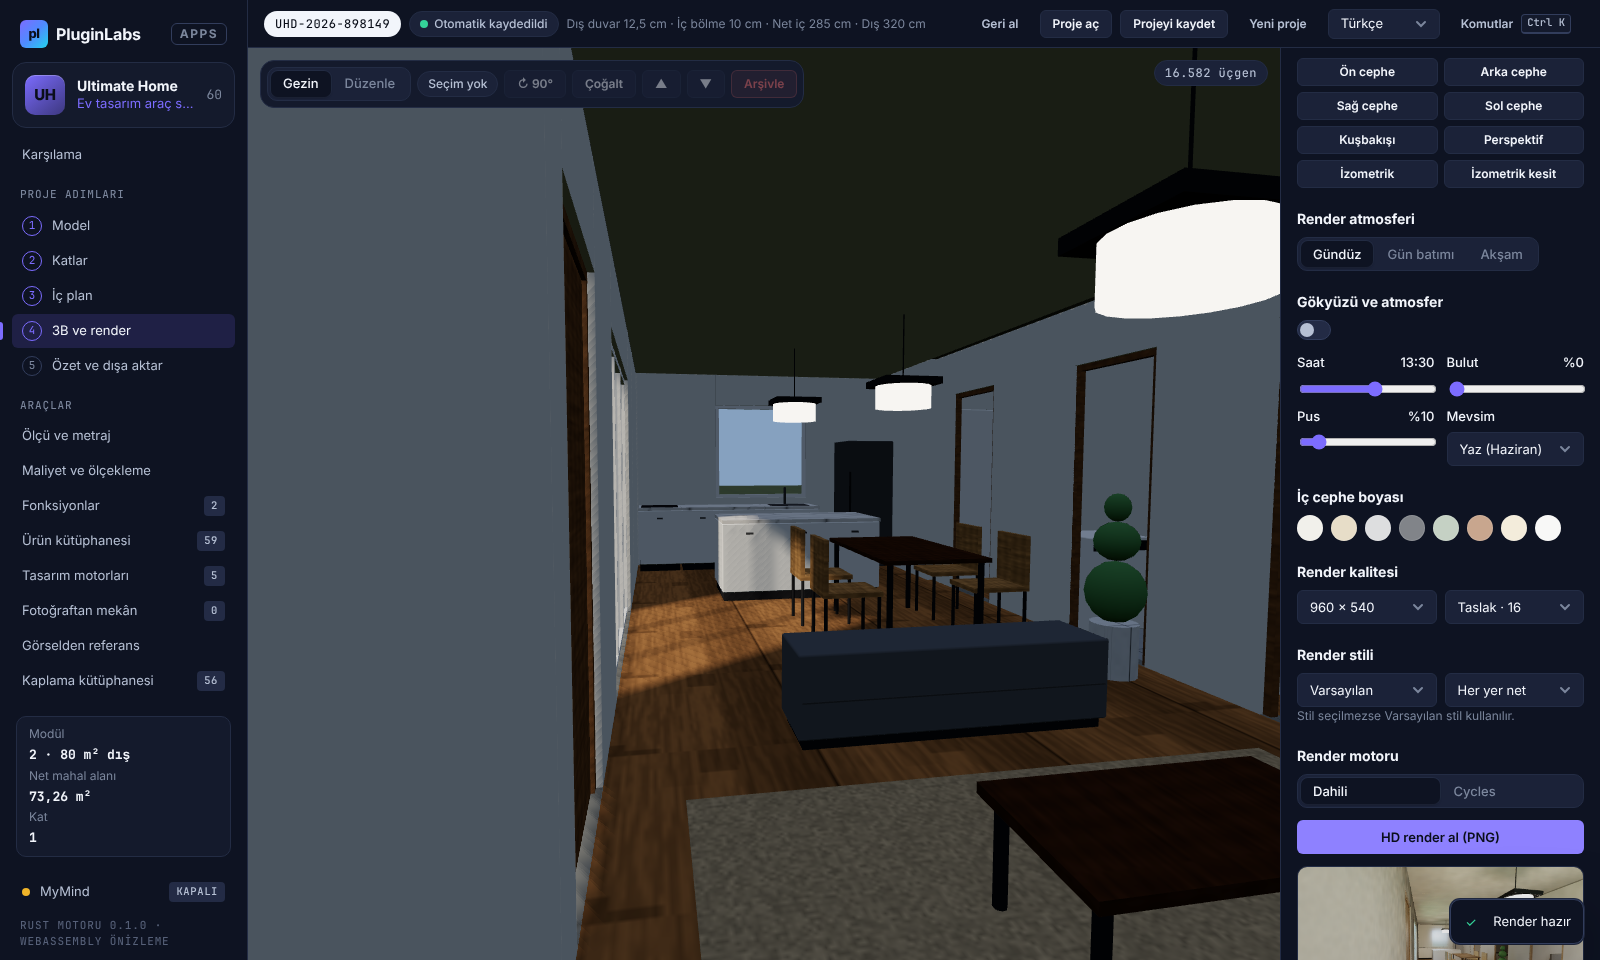 pl PluginLabs APPS
UH Ultimate Home 60
Ev tasarım araç s...
Karşılama
PROJE ADIMLARI
1 Model
2 Katlar
3 İç plan
4 3B ve render
5 Özet ve dışa aktar
ARAÇLAR
Ölçü ve metraj
Maliyet ve ölçekleme
Fonksiyonlar 2
Ürün kütüphanesi 59
Tasarım motorları 5
Fotoğraftan mekân 0
Görselden referans
Kaplama kütüphanesi 56
Modül
2 · 80 m² dış
Net mahal alanı
73,26 m²
Kat
1
MyMind KAPALI
RUST MOTORU 0.1.0 ·
WEBASSEMBLY ÖNİZLEME
UHD-2026-898149 Otomatik kaydedildi Dış duvar 12,5 cm · İç bölme 10 cm · Net iç 285 cm · Dış 320 cm Geri al Proje aç Projeyi kaydet Yeni proje Türkçe Komutlar Ctrl K
Gezin Düzenle Seçim yok ↻ 90° Çoğalt ▲ ▼ Arşivle
16.582 üçgen
Ön cephe Arka cephe
Sağ cephe Sol cephe
Kuşbakışı Perspektif
İzometrik İzometrik kesit
Render atmosferi
Gündüz Gün batımı Akşam
Gökyüzü ve atmosfer
Saat 13:30 Bulut %0
Pus %10 Mevsim
Yaz (Haziran)
İç cephe boyası
Render kalitesi
960 × 540 Taslak · 16
Render stili
Varsayılan Her yer net
Stil seçilmezse Varsayılan stil kullanılır.
Render motoru
Dahili Cycles
HD render al (PNG)
✓ Render hazır